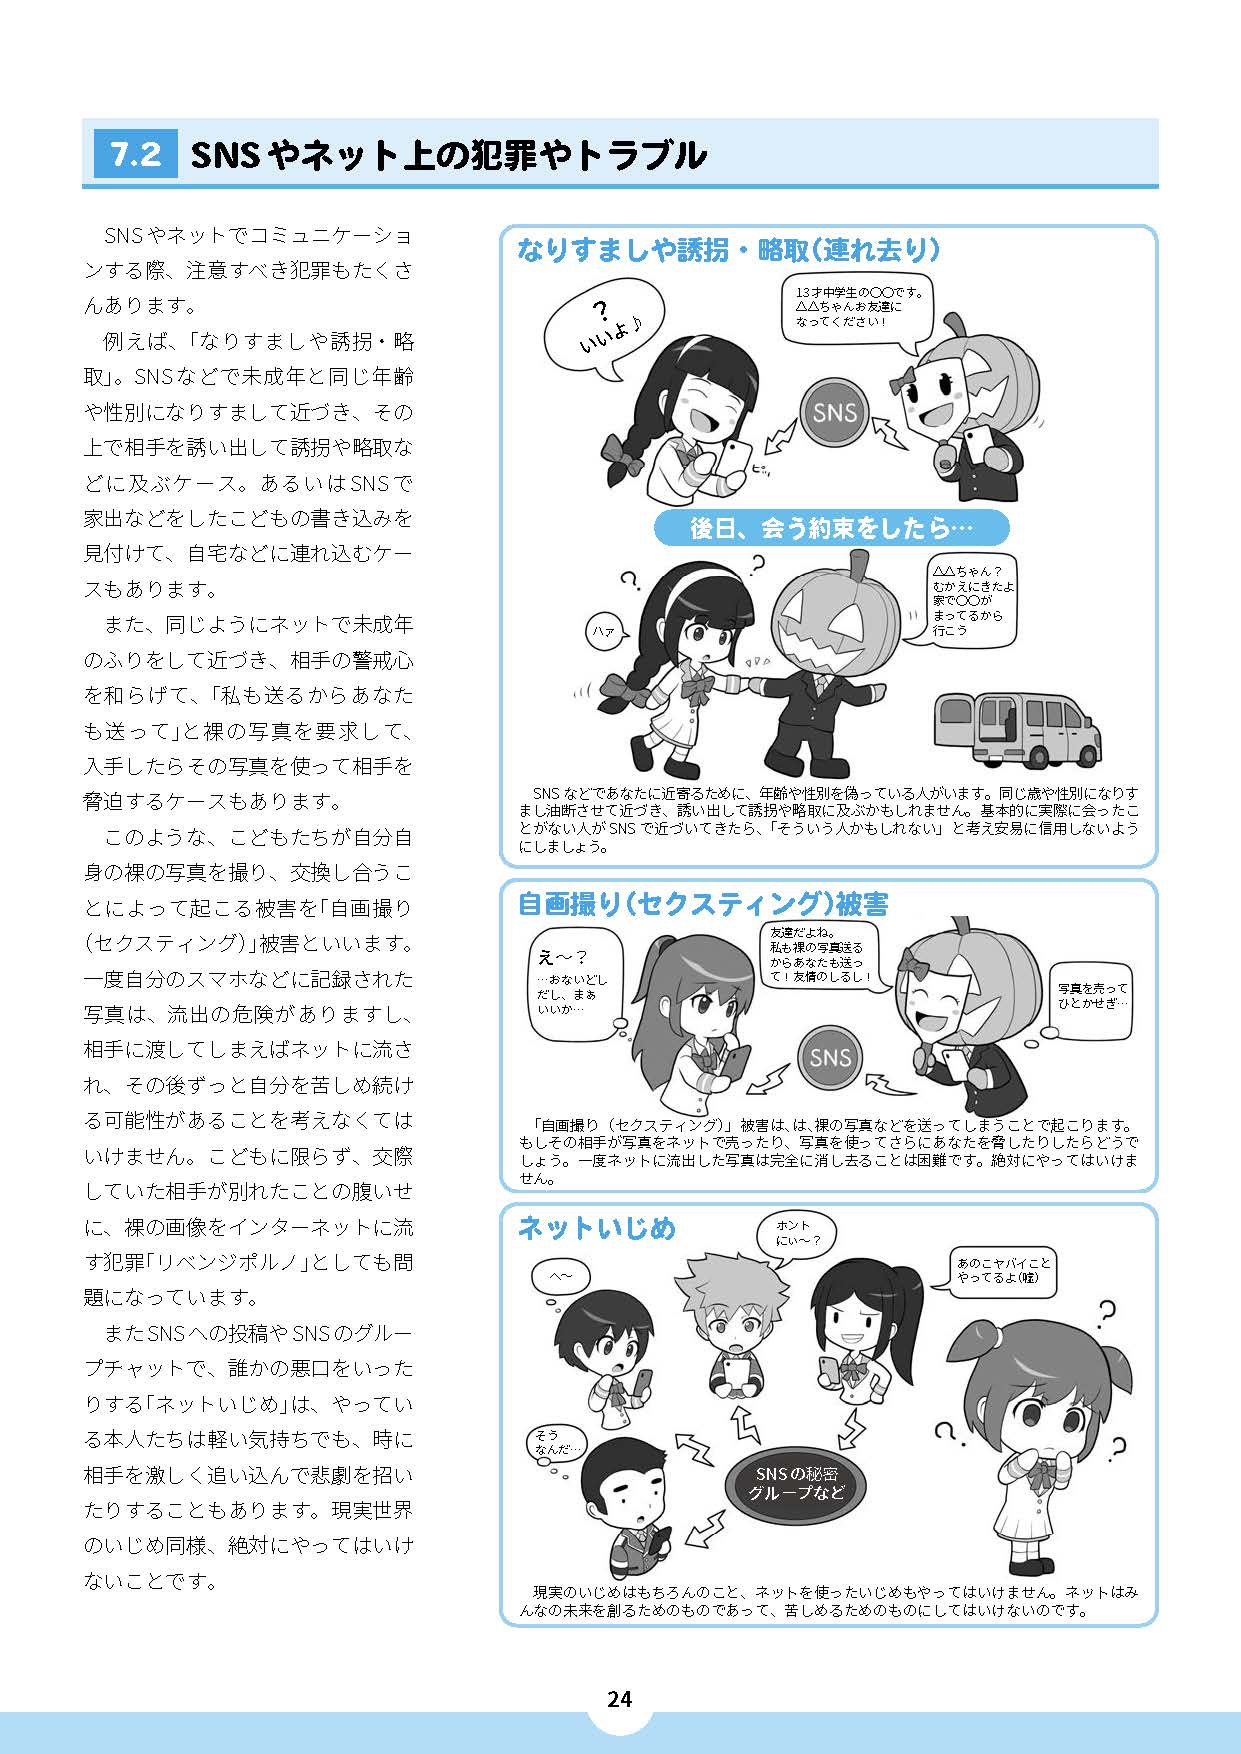 7.2 SNSやネット上の犯罪やトラブル
SNSやネットでコミュニケーショ
ンする際、注意すべき犯罪もたくさ
んあります。
例えば、「なりすましや誘拐・略
取」。SNSなどで未成年と同じ年齢
や性別になりすまして近づき、その
上で相手を誘い出して誘拐や略取な
どに及ぶケース。あるいはSNSで
家出などをしたこどもの書き込みを
見付けて、自宅などに連れ込むケー
スもあります。
また、同じようにネットで未成年
のふりをして近づき、相手の警戒心
を和らげて、「私も送るからあなた
も送って」と裸の写真を要求して、
入手したらその写真を使って相手を
脅迫するケースもあります。
このような、こどもたちが自分自
身の裸の写真を撮り、交換し合うこ
とによって起こる被害を「自画撮り
（セクスティング）」被害といいます。
一度自分のスマホなどに記録された
写真は、流出の危険がありますし、
相手に渡してしまえばネットに流さ
れ、その後ずっと自分を苦しめ続け
る可能性があることを考えなくては
いけません。こどもに限らず、交際
していた相手が別れたことの腹いせ
に、裸の画像をインターネットに流
す犯罪「リベンジポルノ」としても問
題になっています。
またSNSへの投稿やSNSのグルー
プチャットで、誰かの悪口をいった
りする「ネットいじめ」は、やってい
る本人たちは軽い気持ちでも、時に
相手を激しく追い込んで悲劇を招い
たりすることもあります。現実世界
のいじめ同様、絶対にやってはいけ
ないことです。
なりすましや誘拐・略取(連れ去り)
?
いいよ♪
13才中学生の〇〇です。
△△ちゃんお友達に
なってください！
SNS
ピッ
後日、会う約束をしたら…
?
?
ハァ
△△ちゃん？
むかえにきたよ
家で〇〇が
まってるから
行こう
SNSなどであなたに近寄るために、年齢や性別を偽っている人がいます。同じ歳や性別になりす
まし油断させて近づき、誘い出して誘拐や略取に及ぶかもしれません。基本的に実際に会ったこ
とがない人がSNSで近づいてきたら、「そういう人かもしれない」と考え安易に信用しないよう
にしましょう。
自画撮り(セクスティング)被害
え～？
…おないどし
だし、まぁ
いいか…
友達だよね。
私も裸の写真送る
からあなたも送っ
て！友情のしるし！
SNS
写真を売って
ひとかせぎ…
「自画撮り（セクスティング）」被害は、は、裸の写真などを送ってしまうことで起こります。
もしその相手が写真をネットで売ったり、写真を使ってさらにあなたを脅したりしたらどうで
しょう。一度ネットに流出した写真は完全に消し去ることは困難です。絶対にやってはいけま
せん。
ネットいじめ
へ～
ホント
にぃ～？
あのこヤバイこと
やってるよ(嘘)
そう
なんだ…
SNSの秘密
グループなど
?
?
?
現実のいじめはもちろんのこと、ネットを使ったいじめもやってはいけません。ネットはみ
んなの未来を創るためのものであって、苦しめるためのものにしてはいけないのです。
24